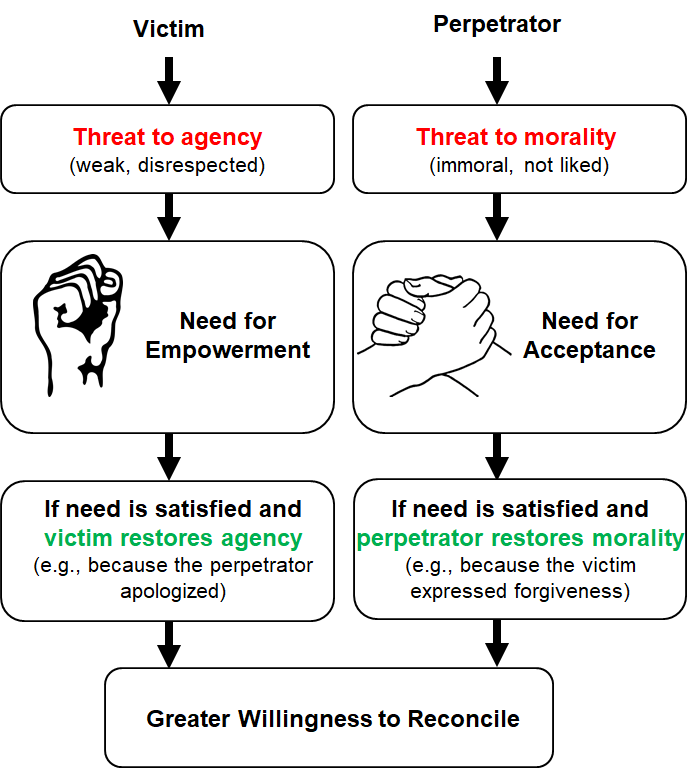 Victim
Threat to agency
(weak, disrespected)
Need for
Empowerment
If need is satisfied and
victim restores agency
(e.g., because the perpetrator
apologized)
Perpetrator
Threat to morality
(immoral, not liked)
Need for
Acceptance
If need is satisfied and
perpetrator restores morality
(e.g., because the victim
expressed forgiveness)
Greater Willingness to Reconcile